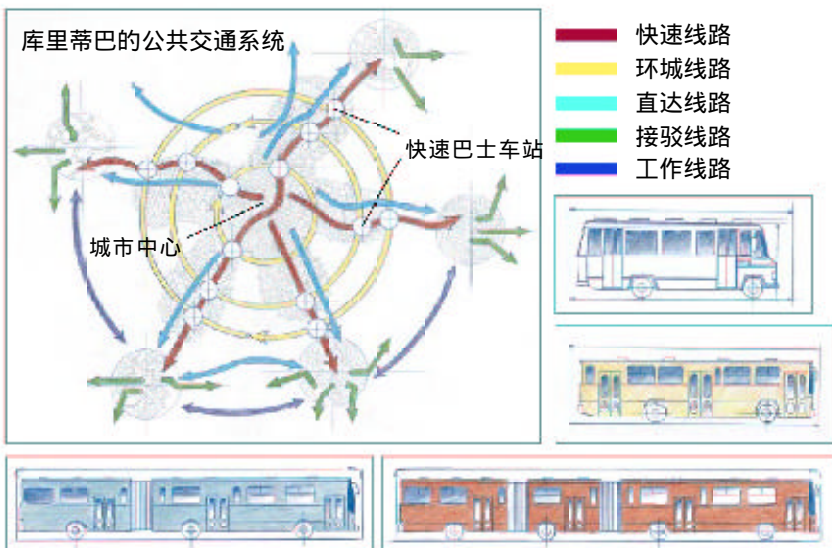 库里蒂巴的公共交通系统
快速线路
环城线路
直达线路
接驳线路
工作线路
快速巴士车站
城市中心